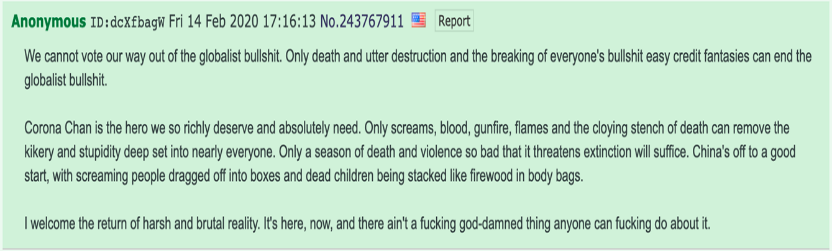 Anonymous ID:dcXfbagW Fri 14 Feb 2020 17:16:13 No.243767911 Report
We cannot vote our way out of the globalist bullshit. Only death and utter destruction and the breaking of everyone's bullshit easy credit fantasies can end the
globalist bullshit.
Corona Chan is the hero we so richly deserve and absolutely need. Only screams, blood, gunfire, flames and the cloying stench of death can remove the
kikery and stupidity deep set into nearly everyone. Only a season of death and violence so bad that it threatens extinction will suffice. China's off to a good
start, with screaming people dragged off into boxes and dead children being stacked like firewood in body bags.
I welcome the return of harsh and brutal reality. It's here, now, and there ain't a fucking god-damned thing anyone can fucking do about it.